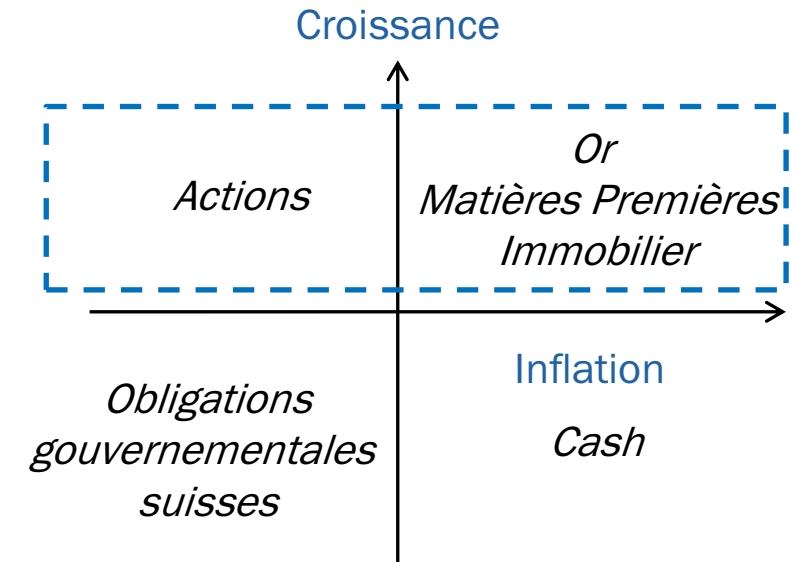 Croissance
Actions
Or
Matières Premières
Immobilier
Inflation
Obligations
gouvernementales
suisses
Cash